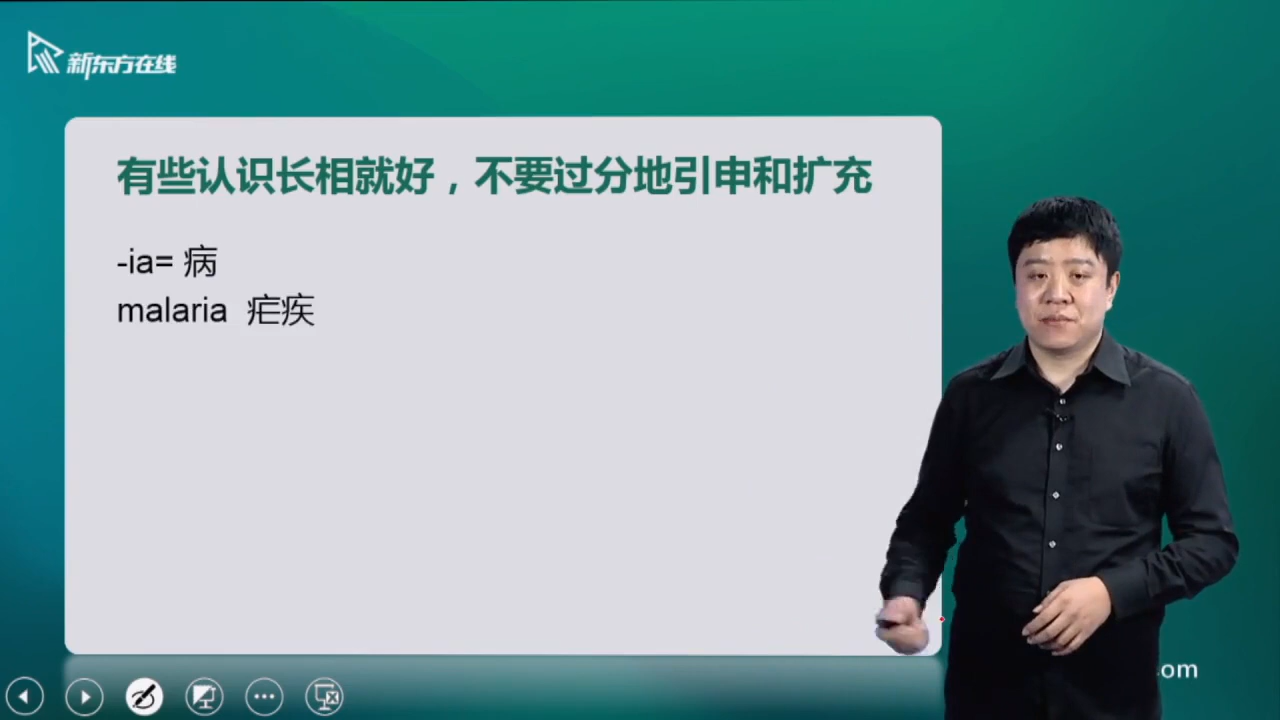 新东方在线
有些认识长相就好，不要过分地引申和扩充
-ia= 病
malaria 疟疾
.com